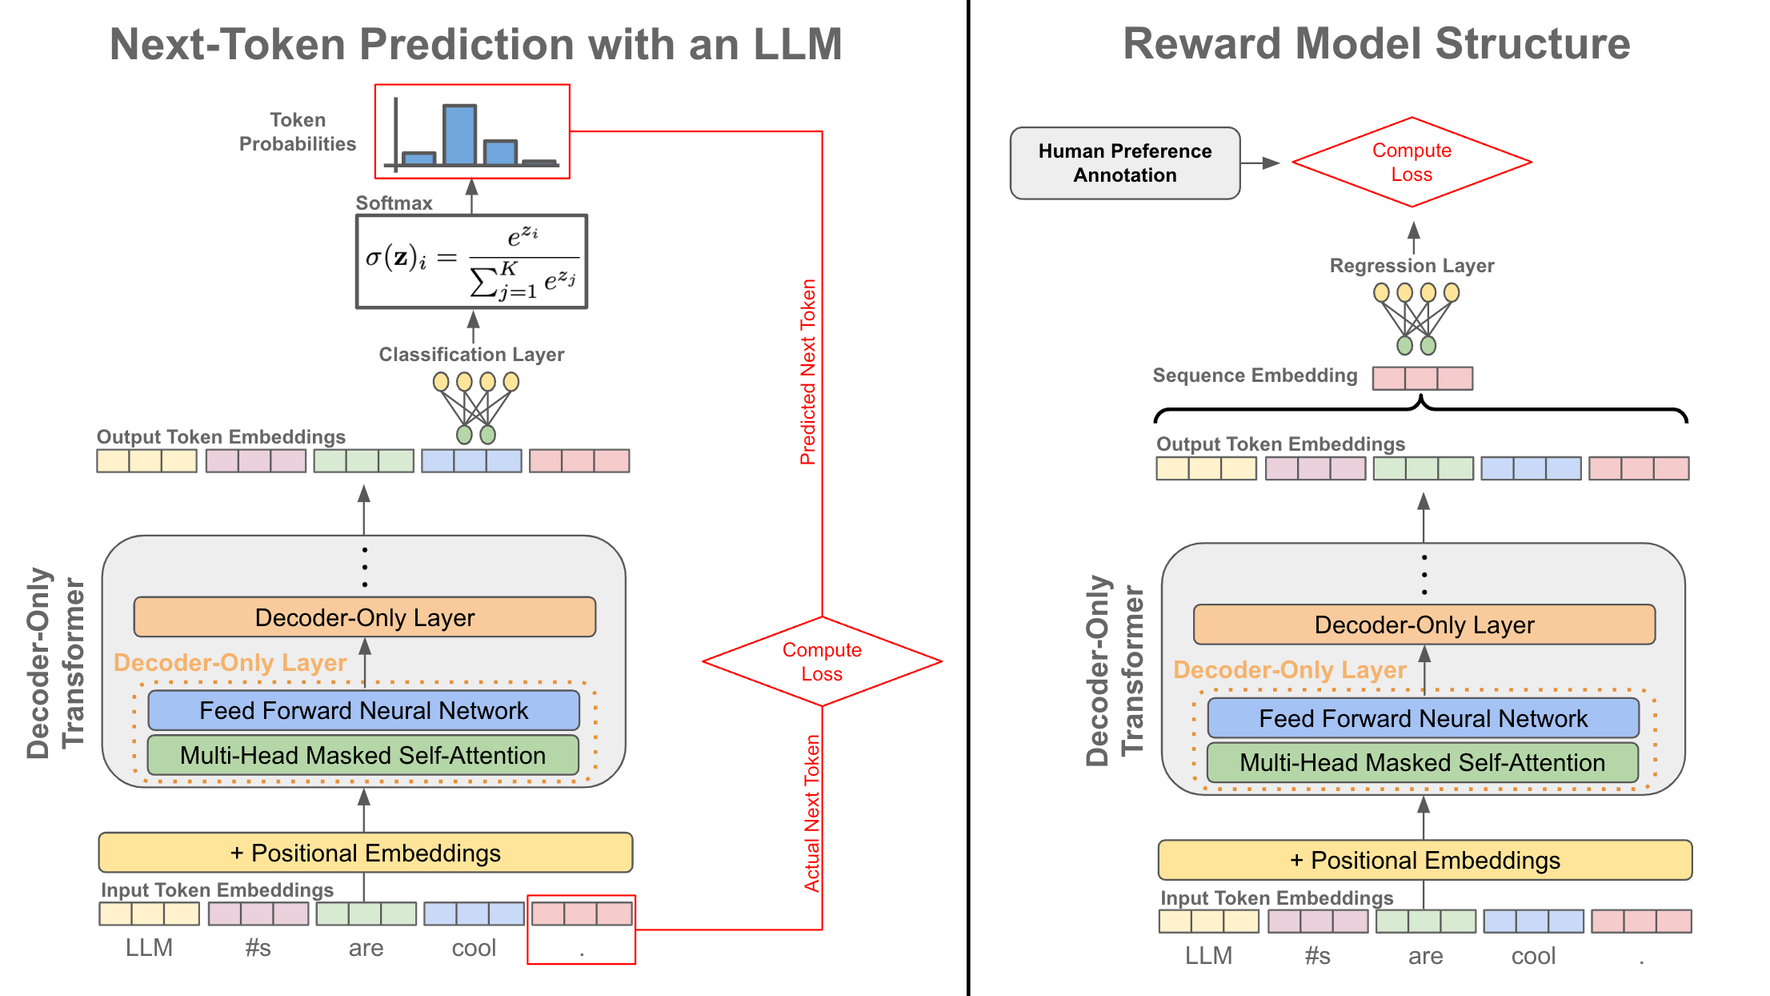 Next-Token Prediction with an LLM
Token
Probabilities
Softmax
σ(z)ᵢ = e^{z_i} / ∑_{j=1}^{K} e^{z_j}
Classification Layer
Output Token Embeddings
Decoder-Only
Transformer
Decoder-Only Layer
Decoder-Only Layer
Feed Forward Neural Network
Multi-Head Masked Self-Attention
+ Positional Embeddings
Input Token Embeddings
LLM #s are cool .
Predicted Next Token
Compute
Loss
Actual Next Token
Reward Model Structure
Human Preference
Annotation
Compute
Loss
Regression Layer
Sequence Embedding
Output Token Embeddings
Decoder-Only
Transformer
Decoder-Only Layer
Decoder-Only Layer
Feed Forward Neural Network
Multi-Head Masked Self-Attention
+ Positional Embeddings
Input Token Embeddings
LLM #s are cool .